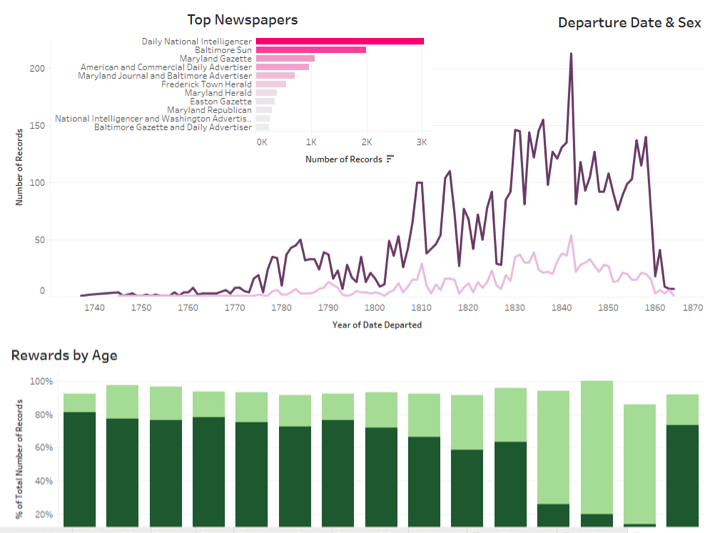 Top Newspapers
Departure Date & Sex
Daily National Intelligencer
Baltimore Sun
Maryland Gazette
American and Commercial Daily Advertiser
Maryland Journal and Baltimore Advertiser
Frederick Town Herald
Maryland Herald
Easton Gazette
Maryland Republican
National Intelligencer and Washington Advertis..
Baltimore Gazette and Daily Advertiser
0K 1K 2K 3K
Number of Records
Number of Records
200
150
100
50
0
1740 1750 1760 1770 1780 1790 1800 1810 1820 1830 1840 1850 1860 1870
Year of Date Departed
Rewards by Age
% of Total Number of Records
100%
80%
60%
40%
20%